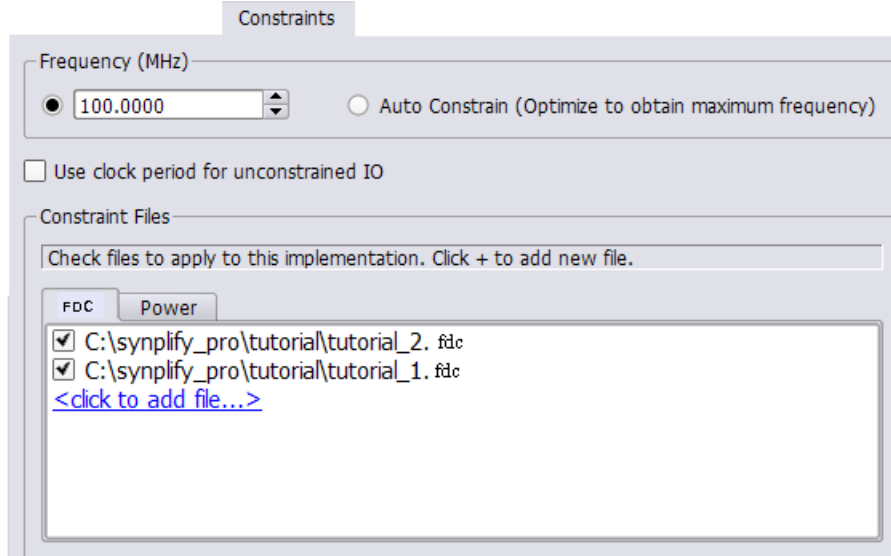 Constraints
Frequency (MHz)
100.0000
Auto Constrain (Optimize to obtain maximum frequency)
Use clock period for unconstrained IO
Constraint Files
Check files to apply to this implementation. Click + to add new file.
FDC Power
C:\synplify_pro\tutorial\tutorial_2. fdc
C:\synplify_pro\tutorial\tutorial_1. fdc
<click to add file...>